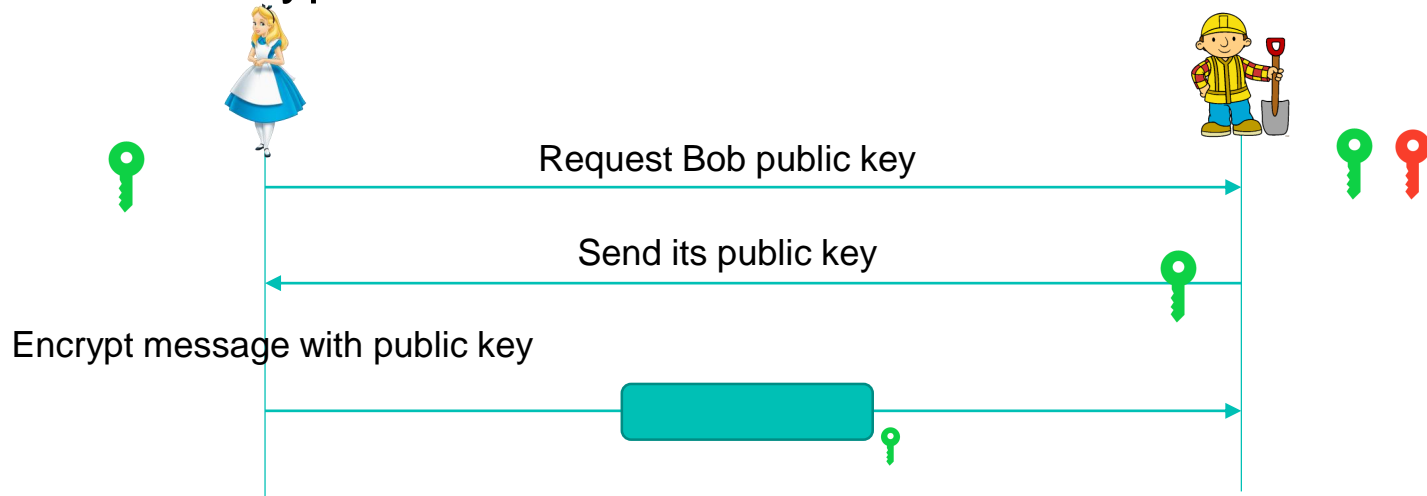 Request Bob public key
Send its public key
Encrypt message with public key